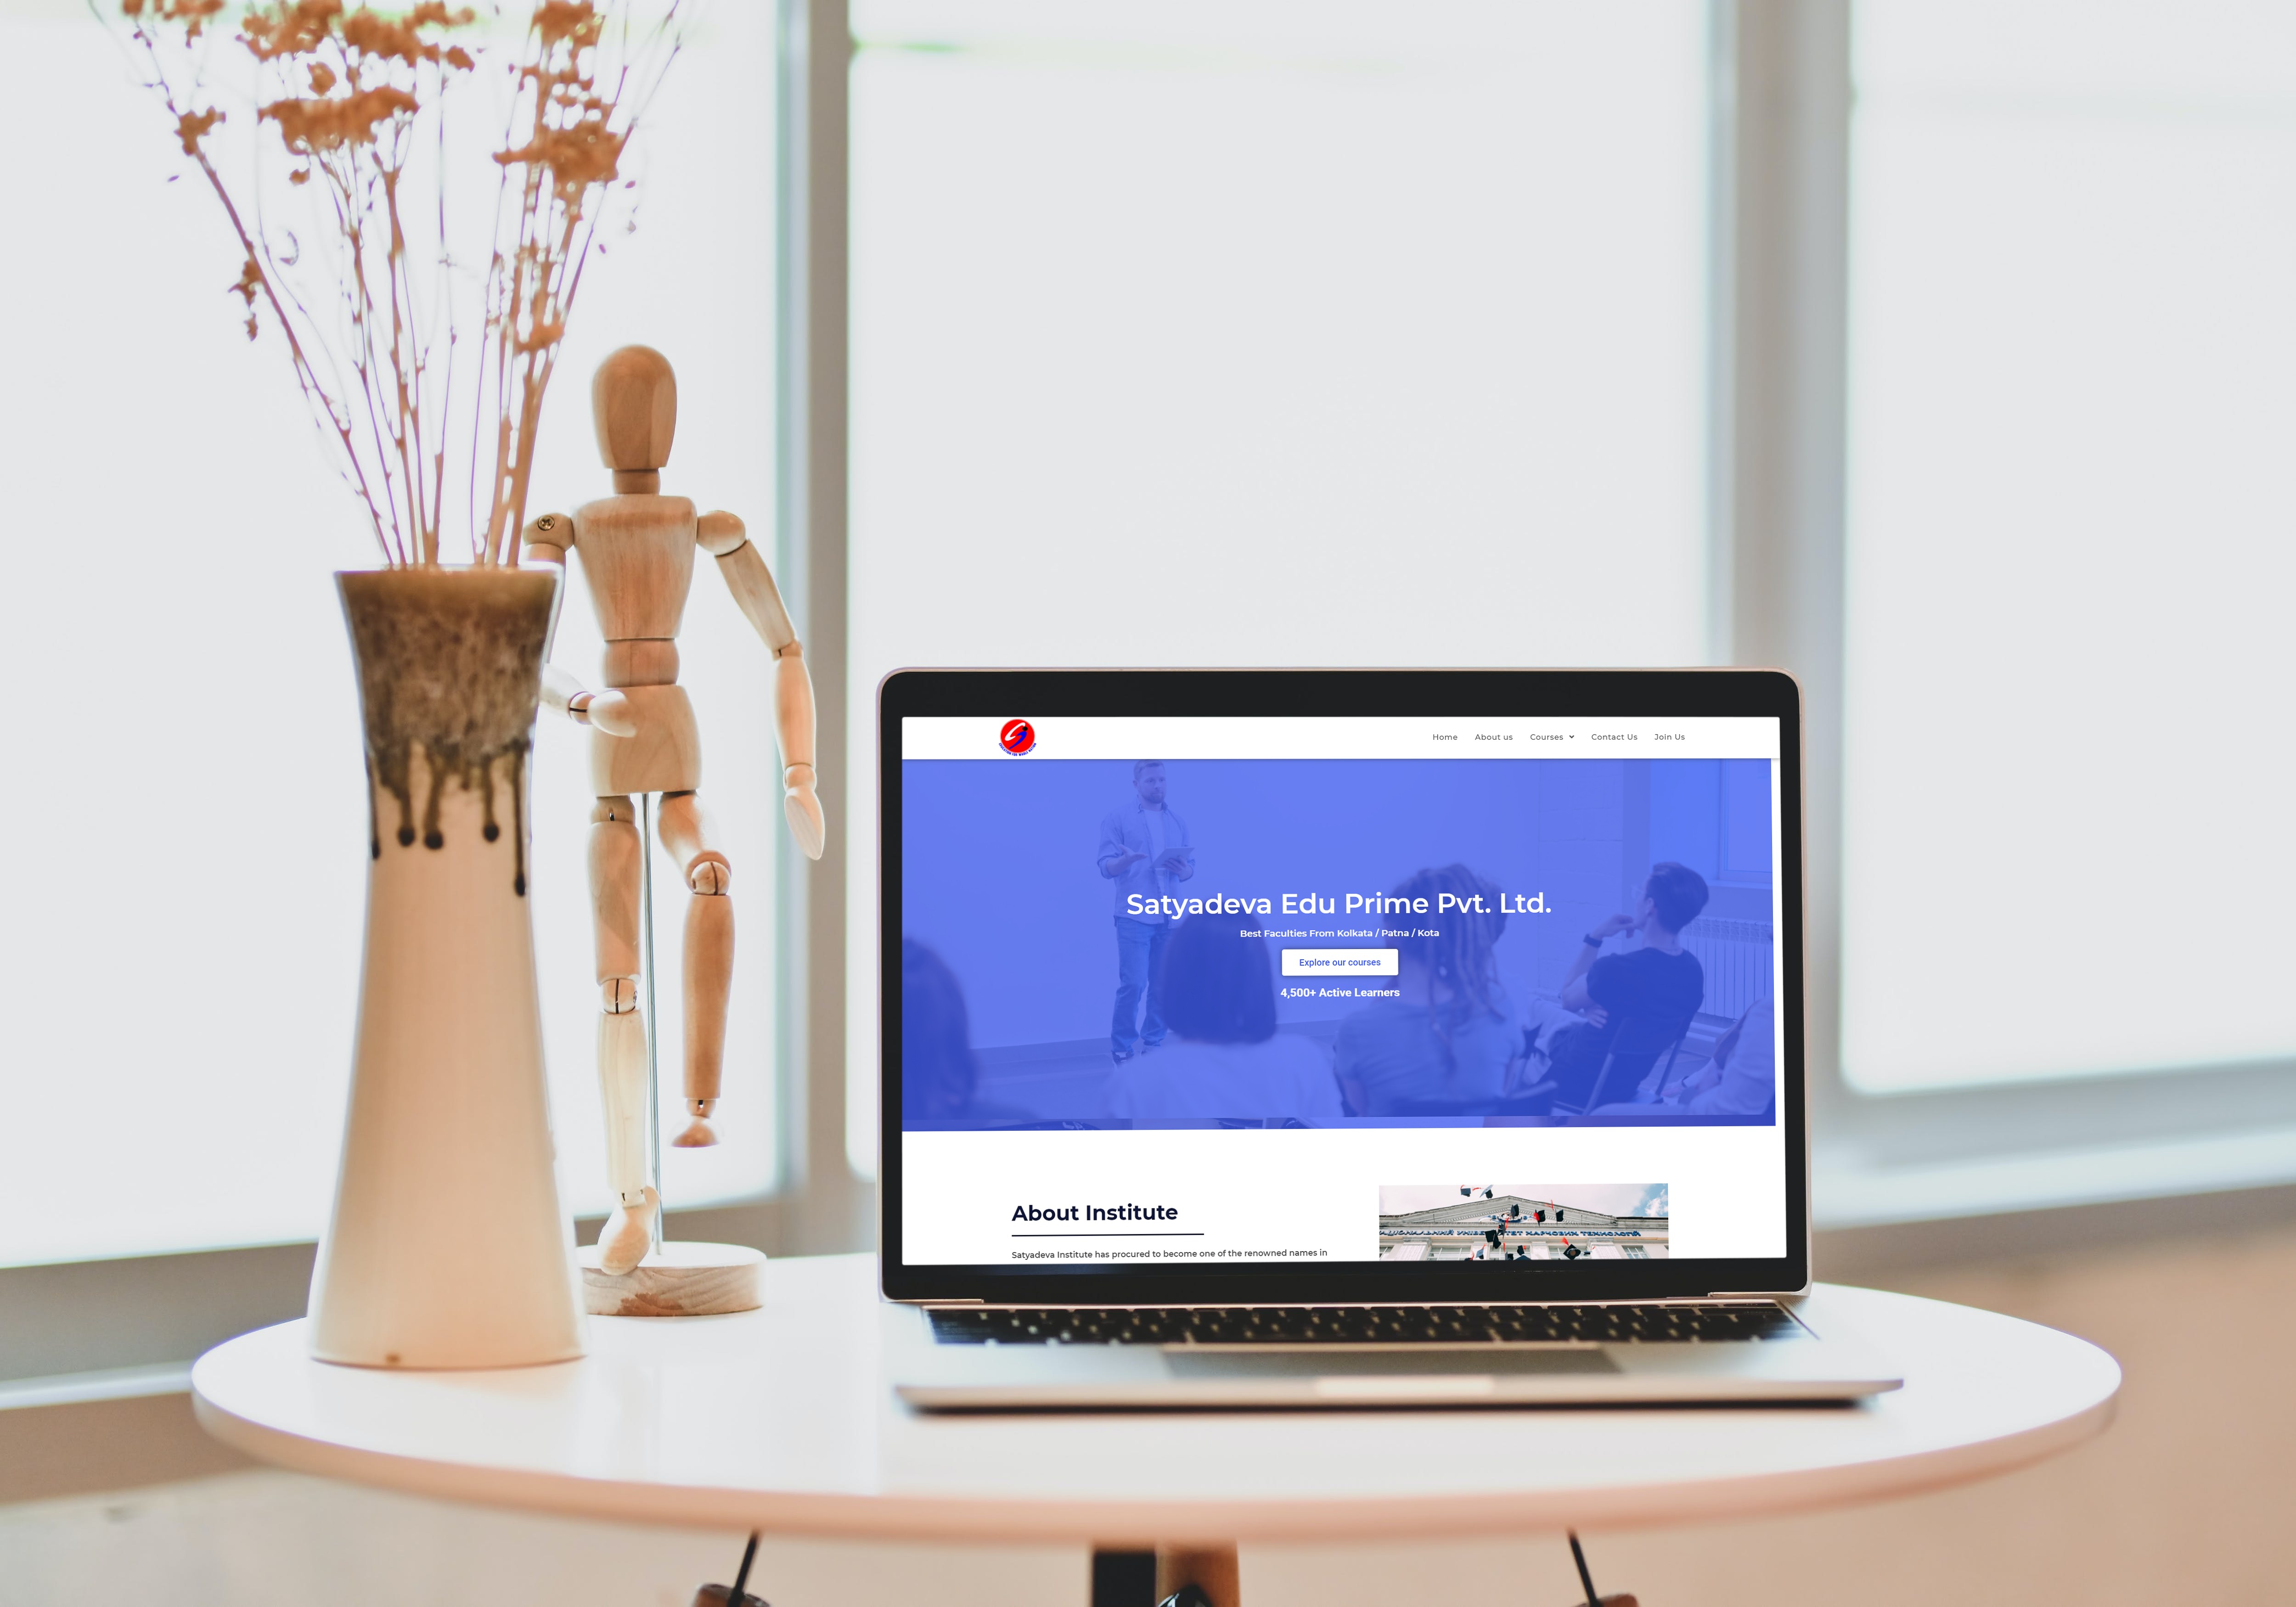 Home About us Courses Contact Us Join Us
Satyadeva Edu Prime Pvt. Ltd.
Best Faculties From Kolkata / Patna / Kota
Explore our courses
4,500+ Active Learners
About Institute
Satyadeva Institute has procured to become one of the renowned names in